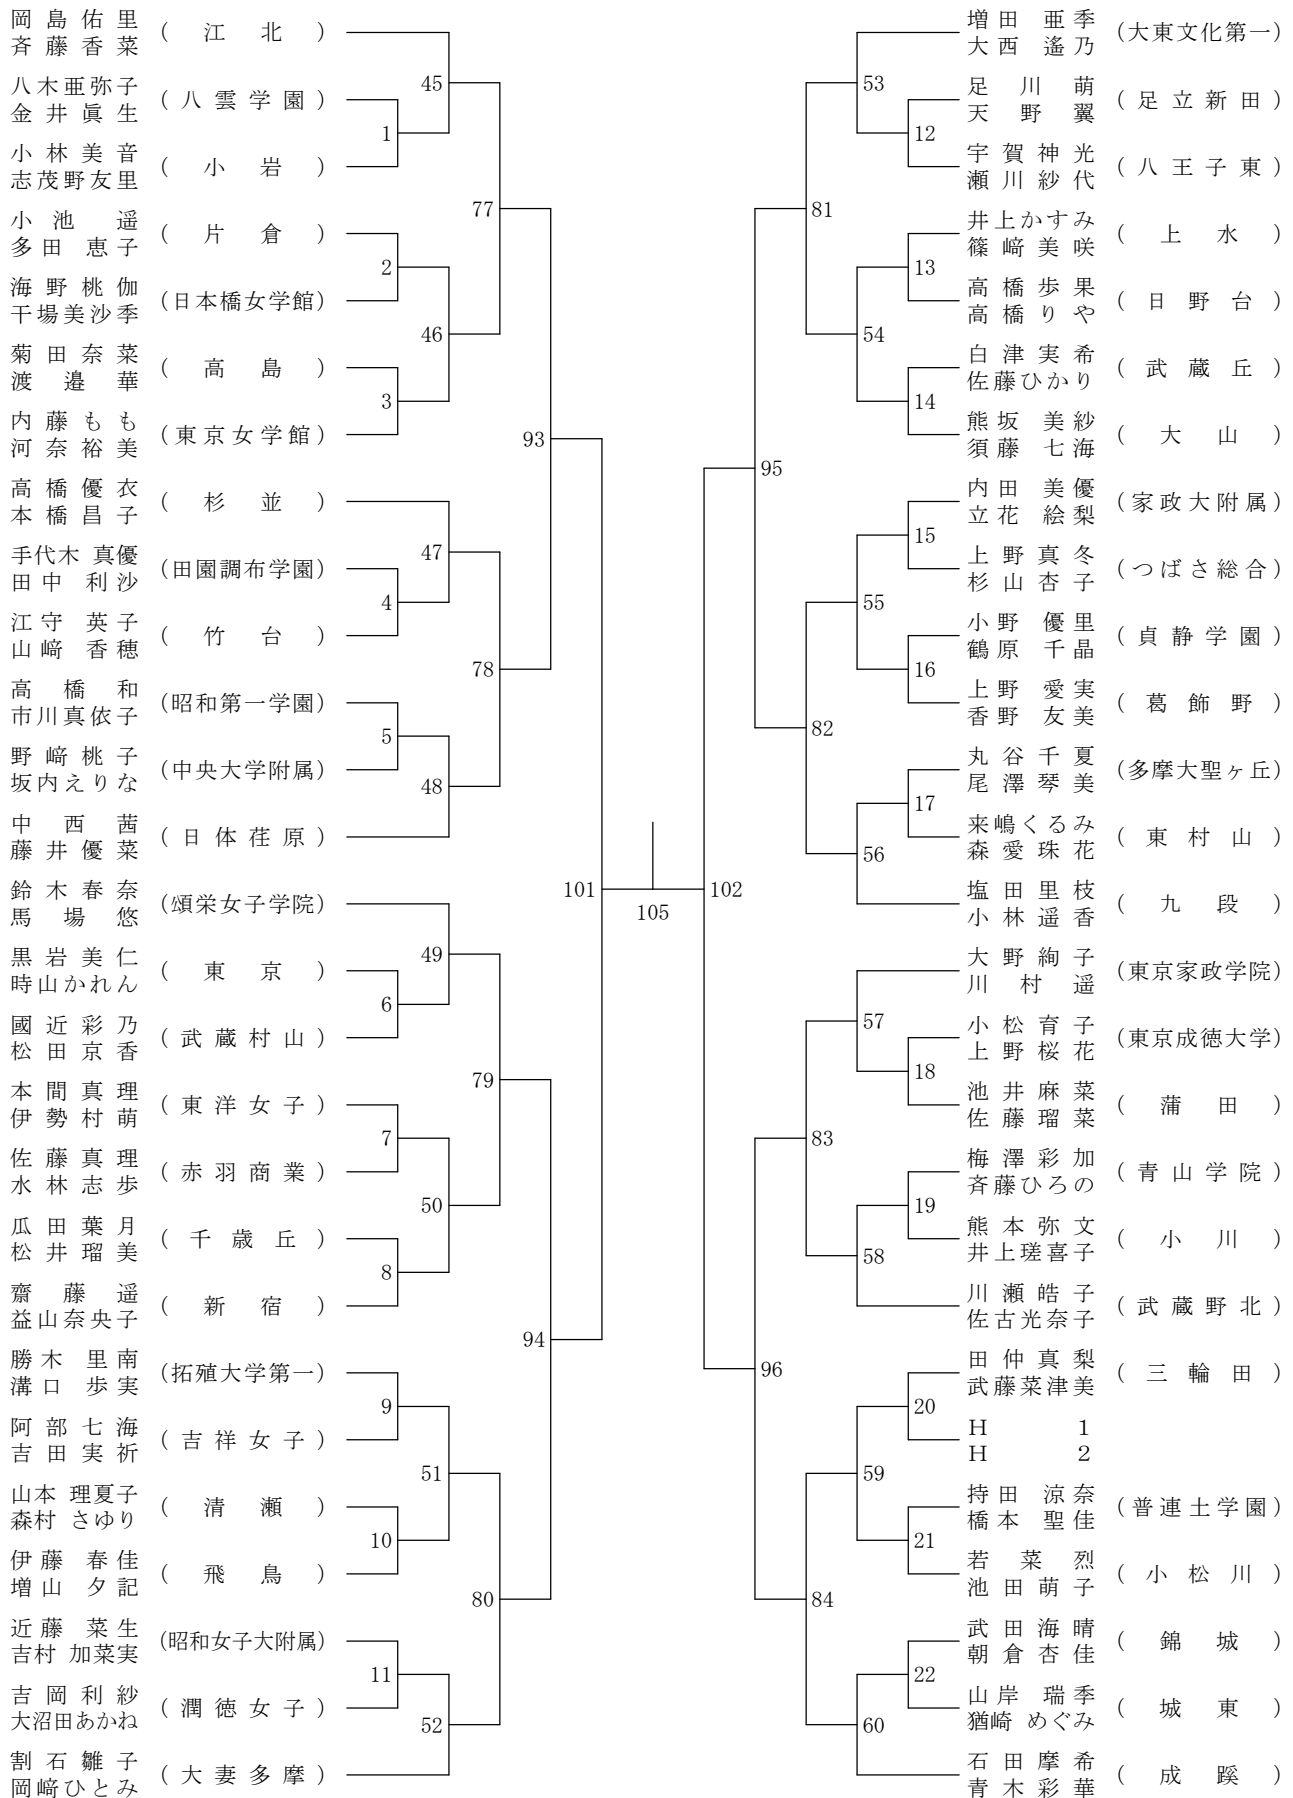 岡島佑里
斉藤香菜
(江北)
八木亜弥子
金井眞生
(八雲学園)
小林美音
志茂野友里
(小岩)
小池遥
多田恵子
(片倉)
海野桃伽
干場美沙季
(日本橋女学館)
菊田奈菜
渡邉華
(高島)
内藤もも
河奈裕美
(東京女学館)
高橋優衣
本橋昌子
(杉並)
手代木 真優
田中利沙
(田園調布学園)
江守英子
山﨑香穂
(竹台)
高橋和
市川真依子
(昭和第一学園)
野﨑桃子
坂内えりな
(中央大学附属)
中西茜
藤井優菜
(日体荏原)
鈴木春奈
馬場悠
(頌栄女子学院)
黒岩美仁
時山かれん
(東京)
國近彩乃
松田京香
(武蔵村山)
本間真理
伊勢村萌
(東洋女子)
佐藤真理
水林志歩
(赤羽商業)
瓜田葉月
松井瑠美
(千歳丘)
齋藤遥
益山奈央子
(新宿)
勝木里南
溝口歩実
(拓殖大学第一)
阿部七海
吉田実祈
(吉祥女子)
山本 理夏子
森村 さゆり
(清瀬)
伊藤春佳
増山夕記
(飛鳥)
近藤菜生
吉村 加菜実
(昭和女子大附属)
吉岡利紗
大沼田あかね
(潤徳女子)
割石雛子
岡﨑ひとみ
(大妻多摩)
45
1
77
2
46
3
93
47
4
78
5
48
101
49
6
79
7
50
8
94
9
51
10
80
11
52
105
102
53
12
81
13
54
14
95
15
55
16
82
17
56
57
18
83
19
58
96
20
59
21
84
22
60
増田亜季
大西遙乃
(大東文化第一)
足川萌
天野翼
(足立新田)
宇賀神光
瀬川紗代
(八王子東)
井上かすみ
篠﨑美咲
(上水)
高橋歩果
高橋りや
(日野台)
白津実希
佐藤ひかり
(武蔵丘)
熊坂美紗
須藤七海
(大山)
内田美優
立花絵梨
(家政大附属)
上野真冬
杉山杏子
(つばさ総合)
小野優里
鶴原千晶
(貞静学園)
上野愛実
香野友美
(葛飾野)
丸谷千夏
尾澤琴美
(多摩大聖ヶ丘)
来嶋くるみ
森愛珠花
(東村山)
塩田里枝
小林遥香
(九段)
大野絢子
川村遥
(東京家政学院)
小松育子
上野桜花
(東京成徳大学)
池井麻菜
佐藤瑠菜
(蒲田)
梅澤彩加
斉藤ひろの
(青山学院)
熊本弥文
井上瑳喜子
(小川)
川瀬皓子
佐古光奈子
(武蔵野北)
田仲真梨
武藤菜津美
(三輪田)
H 1
H 2
持田涼奈
橋本聖佳
(普連土学園)
若菜烈
池田萌子
(小松川)
武田海晴
朝倉杏佳
(錦城)
山岸瑞季
猶崎 めぐみ
(城東)
石田摩希
青木彩華
(成蹊)